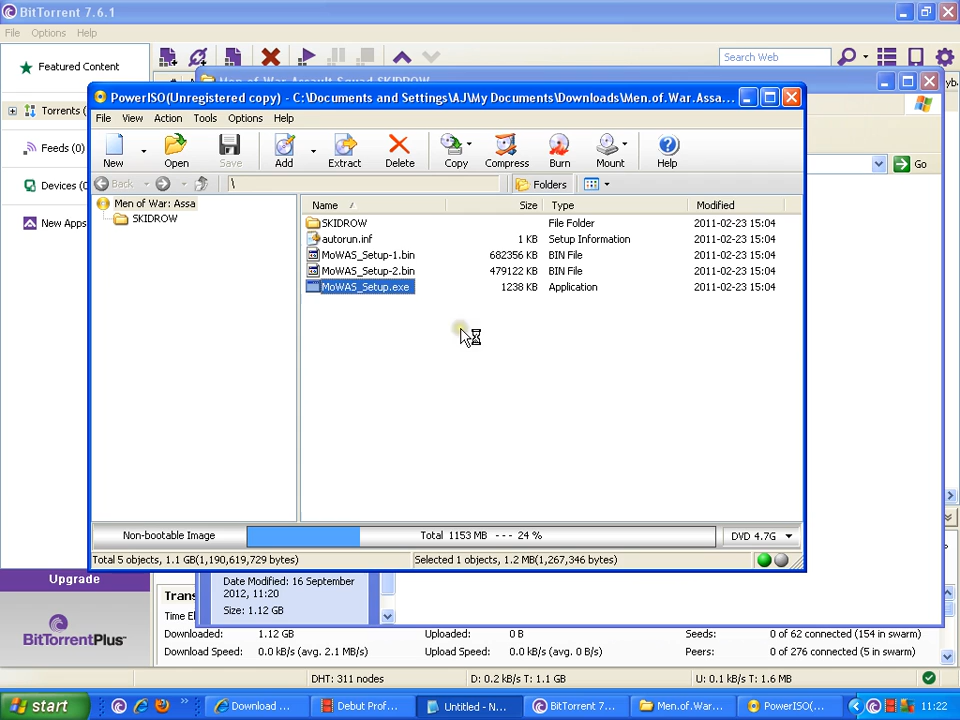 BitTorrent 7.6.1
File Options Help
Search Web
Featured Content
Torrents
Feeds (0)
Devices
New Apps
Upgrade
BitTorrentPlus
Go
PowerISO(Unregistered copy) - C:\Documents and Settings\AJ\My Documents\Downloads\Men.of.War.Assa...
File View Action Tools Options Help
New Open Save Add Extract Delete Copy Compress Burn Mount Help
Back \ Folders
Men of War: Assa
SKIDROW
Name Size Type Modified
SKIDROW File Folder 2011-02-23 15:04
autorun.inf 1 KB Setup Information 2011-02-23 15:04
MoWAS_Setup-1.bin 682356 KB BIN File 2011-02-23 15:04
MoWAS_Setup-2.bin 479122 KB BIN File 2011-02-23 15:04
MoWAS_Setup.exe 1238 KB Application 2011-02-23 15:04
Non-bootable Image Total 1153 MB --- 24 % DVD 4.7G
Total 5 objects, 1.1 GB(1,190,619,729 bytes) Selected 1 objects, 1.2 MB(1,267,346 bytes)
Date Modified: 16 September
2012, 11:20
Size: 1.12 GB
Downloaded: 1.12 GB Uploaded: 0 B Seeds: 0 of 62 connected (154 in swarm)
Download Speed: 0.0 kB/s (avg. 2.1 MB/s) Upload Speed: 0.0 kB/s (avg. 0 B/s) Peers: 0 of 276 connected (5 in swarm)
DHT: 311 nodes D: 0.2 kB/s T: 1.1 GB U: 0.1 kB/s T: 1.6 MB
start Download ... Debut Prof... Untitled - N... BitTorrent 7... Men.of.War... PowerISO(... 11:22